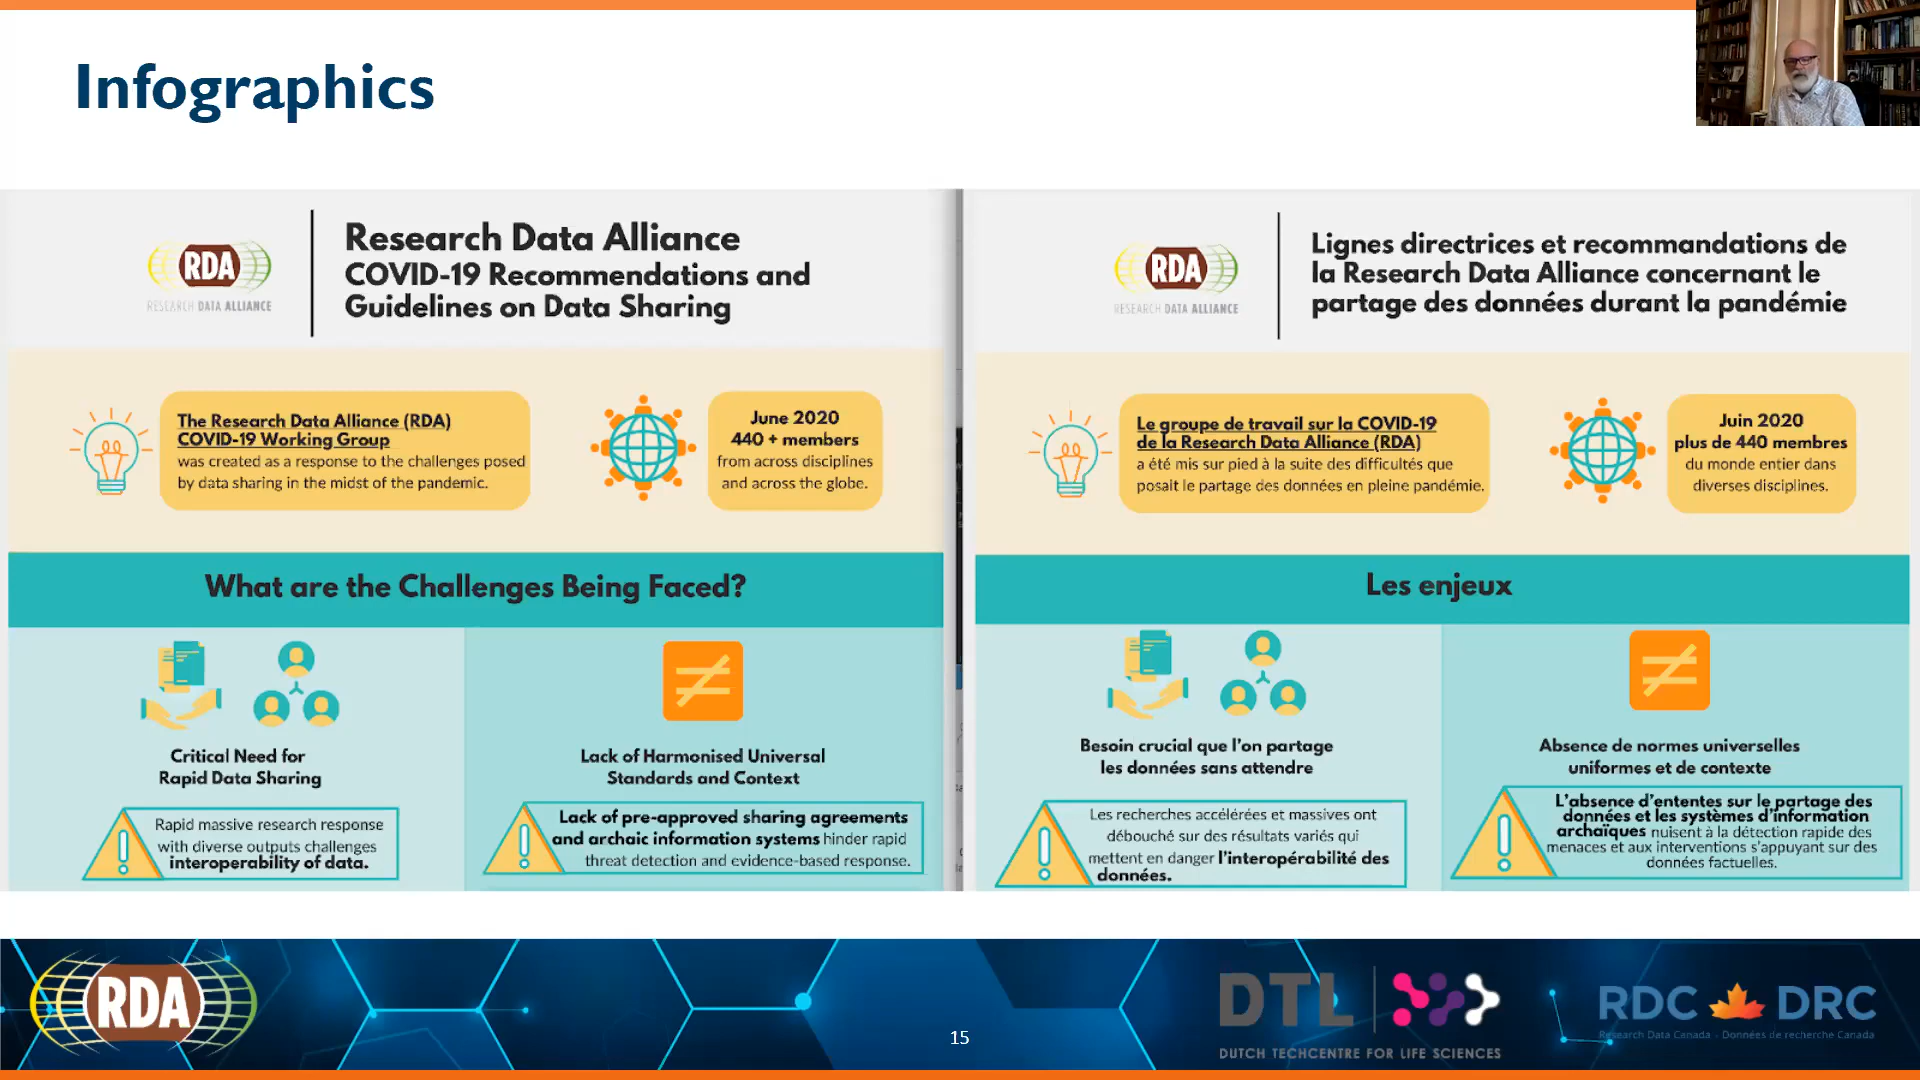 Infographics
RDA
RESEARCH DATA ALLIANCE
Research Data Alliance
COVID-19 Recommendations and
Guidelines on Data Sharing
The Research Data Alliance (RDA)
COVID-19 Working Group
was created as a response to the challenges posed
by data sharing in the midst of the pandemic.
June 2020
440 + members
from across disciplines
and across the globe.
What are the Challenges Being Faced?
Critical Need for
Rapid Data Sharing
Rapid massive research response
with diverse outputs challenges
interoperability of data.
Lack of Harmonised Universal
Standards and Context
Lack of pre-approved sharing agreements
and archaic information systems hinder rapid
threat detection and evidence-based response.
RDA
RESEARCH DATA ALLIANCE
Lignes directrices et recommandations de
la Research Data Alliance concernant le
partage des données durant la pandémie
Le groupe de travail sur la COVID-19
de la Research Data Alliance (RDA)
a été mis sur pied à la suite des difficultés que
posait le partage des données en pleine pandémie.
Juin 2020
plus de 440 membres
du monde entier dans
diverses disciplines.
Les enjeux
Besoin crucial que l'on partage
les données sans attendre
Les recherches accélérées et massives ont
débouché sur des résultats variés qui
mettent en danger l'interopérabilité des
données.
Absence de normes universelles
uniformes et de contexte
L'absence d'ententes sur le partage des
données et les systèmes d'information
archaïques nuisent à la détection rapide des
menaces et aux interventions s'appuyant sur des
données factuelles.
RDA
15
DTL
DUTCH TECHCENTRE FOR LIFE SCIENCES
RDC DRC
Research Data Canada - Données de recherche Canada